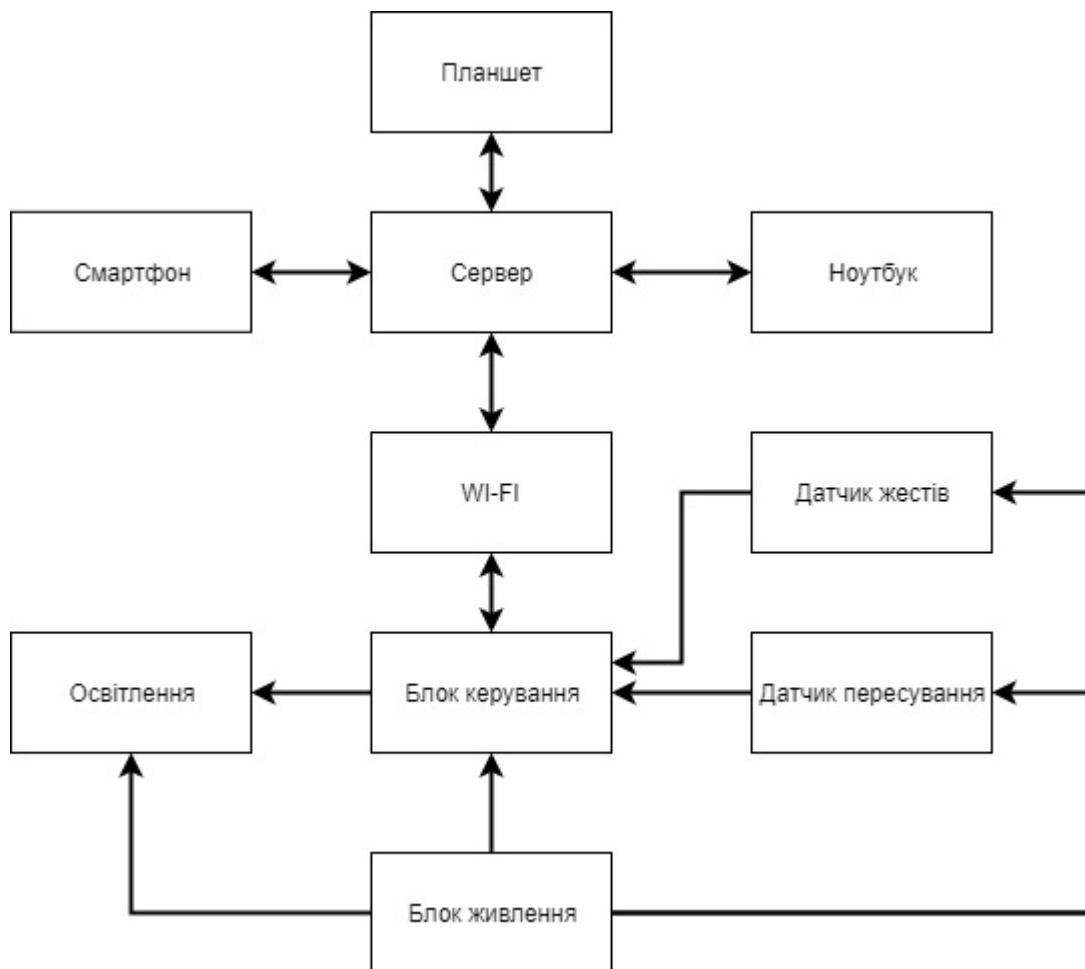 Планшет
Смартфон
Сервер
Ноутбук
WI-FI
Датчик жестів
Освітлення
Блок керування
Датчик пересування
Блок живлення